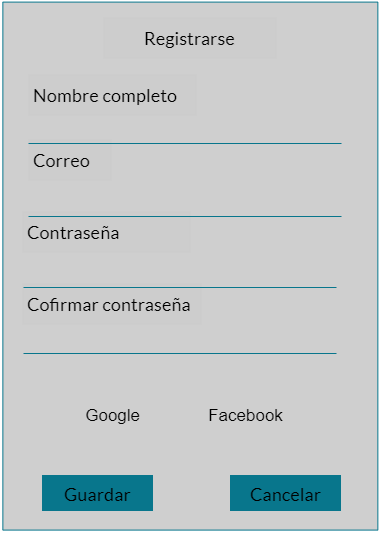 Registrarse
Nombre completo
Correo
Contraseña
Cofirmar contraseña
Google Facebook
Guardar Cancelar